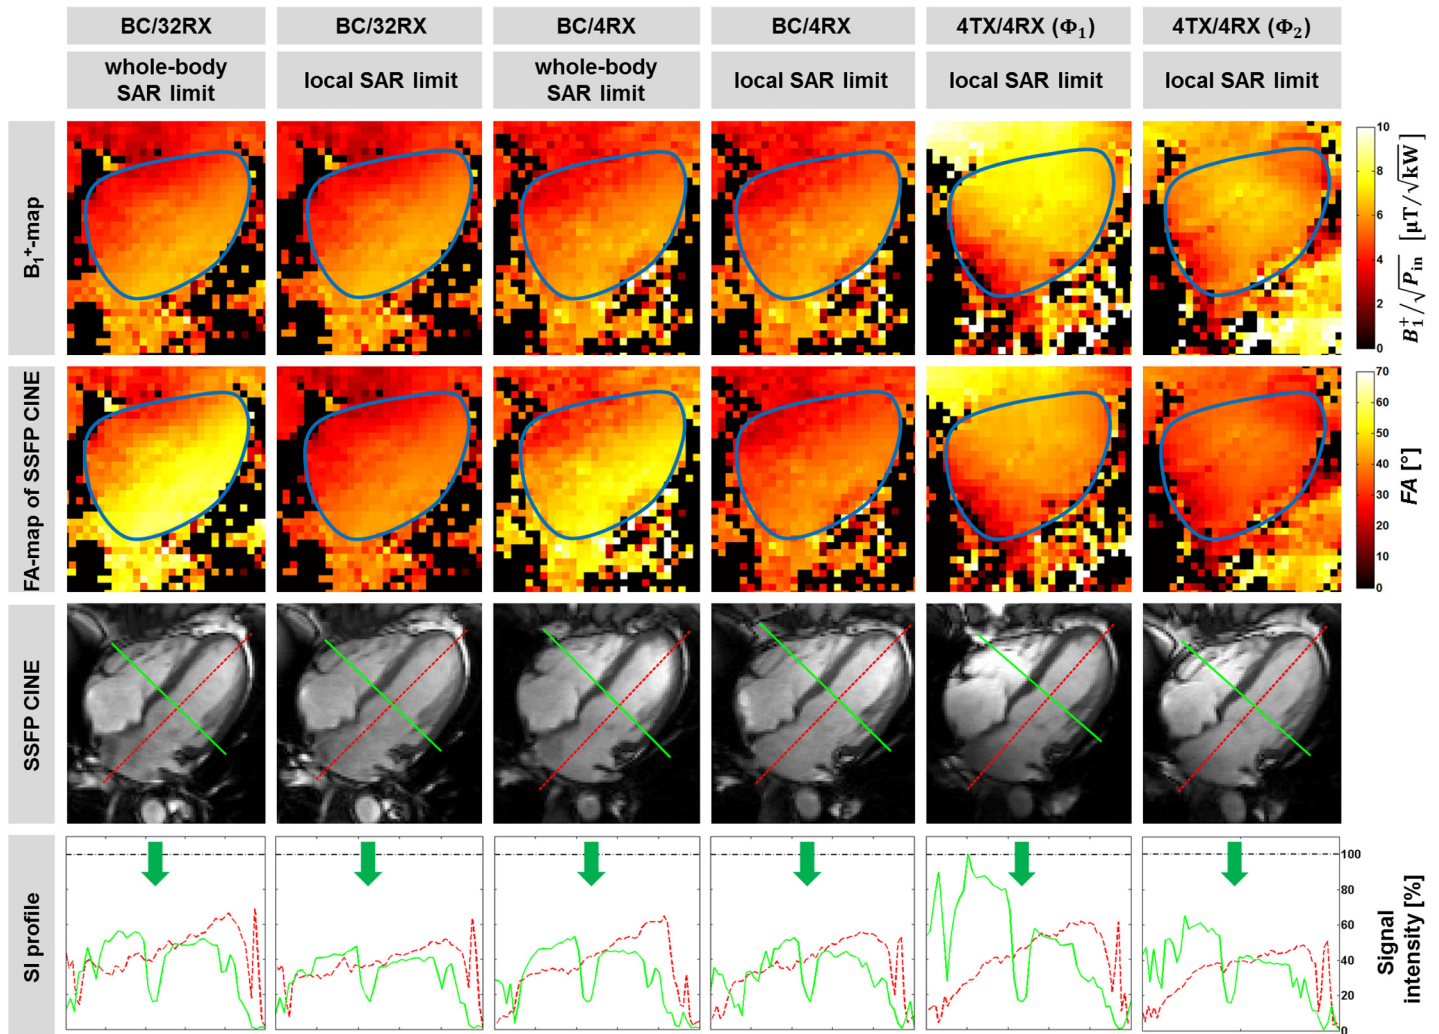 BC/32RX
BC/32RX
BC/4RX
BC/4RX
4TX/4RX (Φ₁)
4TX/4RX (Φ₂)
whole-body
SAR limit
local SAR limit
whole-body
SAR limit
local SAR limit
local SAR limit
local SAR limit
B₁⁺-map
10
8
6
4
2
0
B₁⁺/√Pᵢₙ [µT/√kW]
FA-map of SSFP CINE
70
60
50
40
30
20
10
0
FA [°]
SSFP CINE
SI profile
100
80
60
40
20
0
Signal
intensity [%]